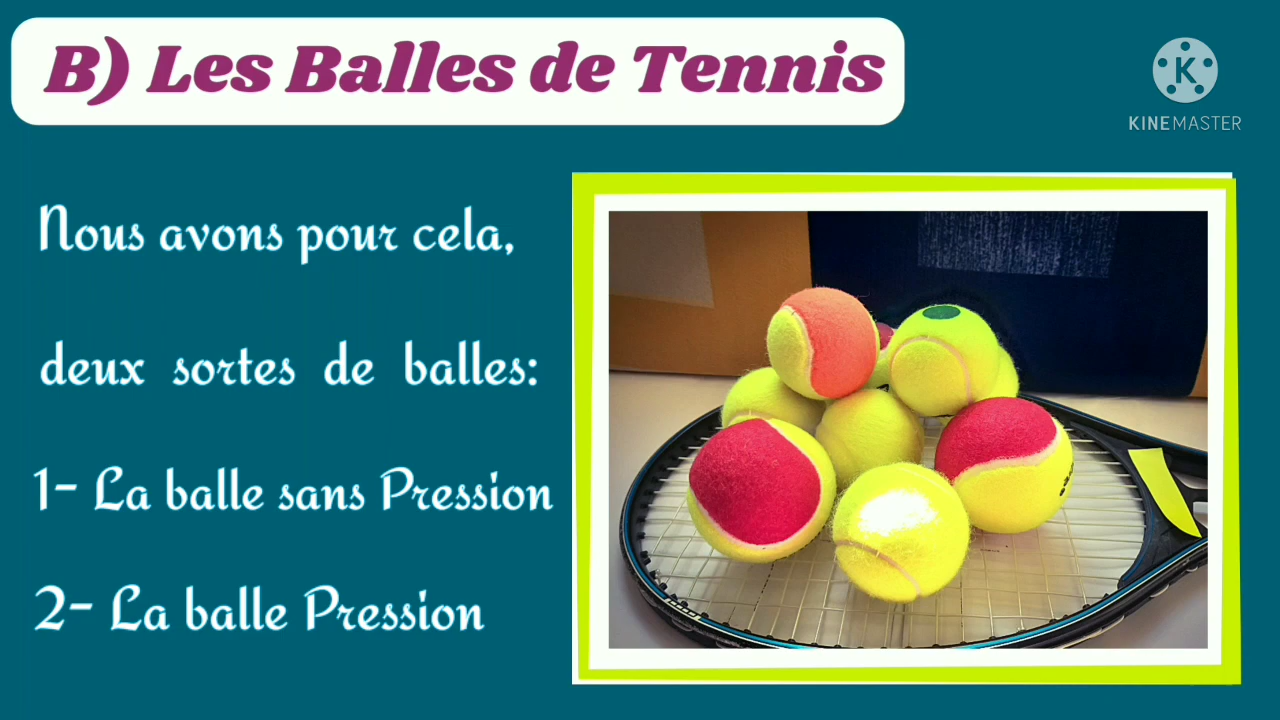 B) Les Balles de Tennis
K
KINEMASTER
Nous avons pour cela,
deux sortes de balles:
1- La balle sans Pression
2- La balle Pression